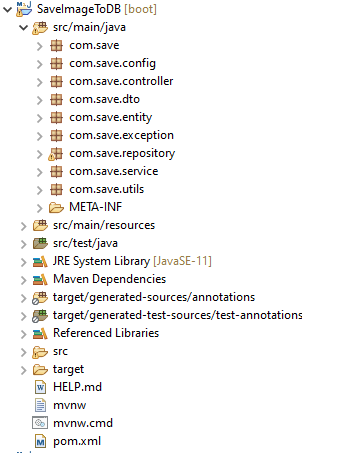 SaveImageToDB [boot]
src/main/java
com.save
com.save.config
com.save.controller
com.save.dto
com.save.entity
com.save.exception
com.save.repository
com.save.service
com.save.utils
META-INF
src/main/resources
src/test/java
JRE System Library [JavaSE-11]
Maven Dependencies
target/generated-sources/annotations
target/generated-test-sources/test-annotations
Referenced Libraries
src
target
HELP.md
mvnw
mvnw.cmd
pom.xml